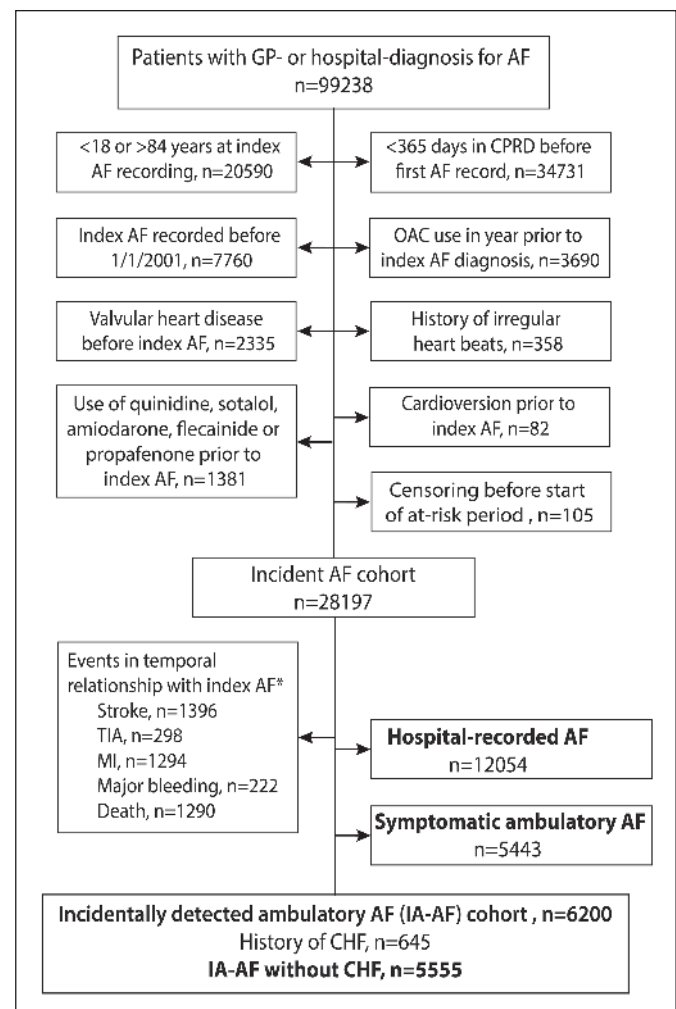 Patients with GP- or hospital-diagnosis for AF
n=99238
<18 or >84 years at index
AF recording, n=20590
<365 days in CPRD before
first AF record, n=34731
Index AF recorded before
1/1/2001, n=7760
OAC use in year prior to
index AF diagnosis, n=3690
Valvular heart disease
before index AF, n=2335
History of irregular
heart beats, n=358
Use of quinidine, sotalol,
amiodarone, flecainide or
propafenone prior to
index AF, n=1381
Cardioversion prior to
index AF, n=82
Censoring before start
of at-risk period , n=105
Incident AF cohort
n=28197
Events in temporal
relationship with index AF*
Stroke, n=1396
TIA, n=298
MI, n=1294
Major bleeding, n=222
Death, n=1290
Hospital-recorded AF
n=12054
Symptomatic ambulatory AF
n=5443
Incidentally detected ambulatory AF (IA-AF) cohort , n=6200
History of CHF, n=645
IA-AF without CHF, n=5555